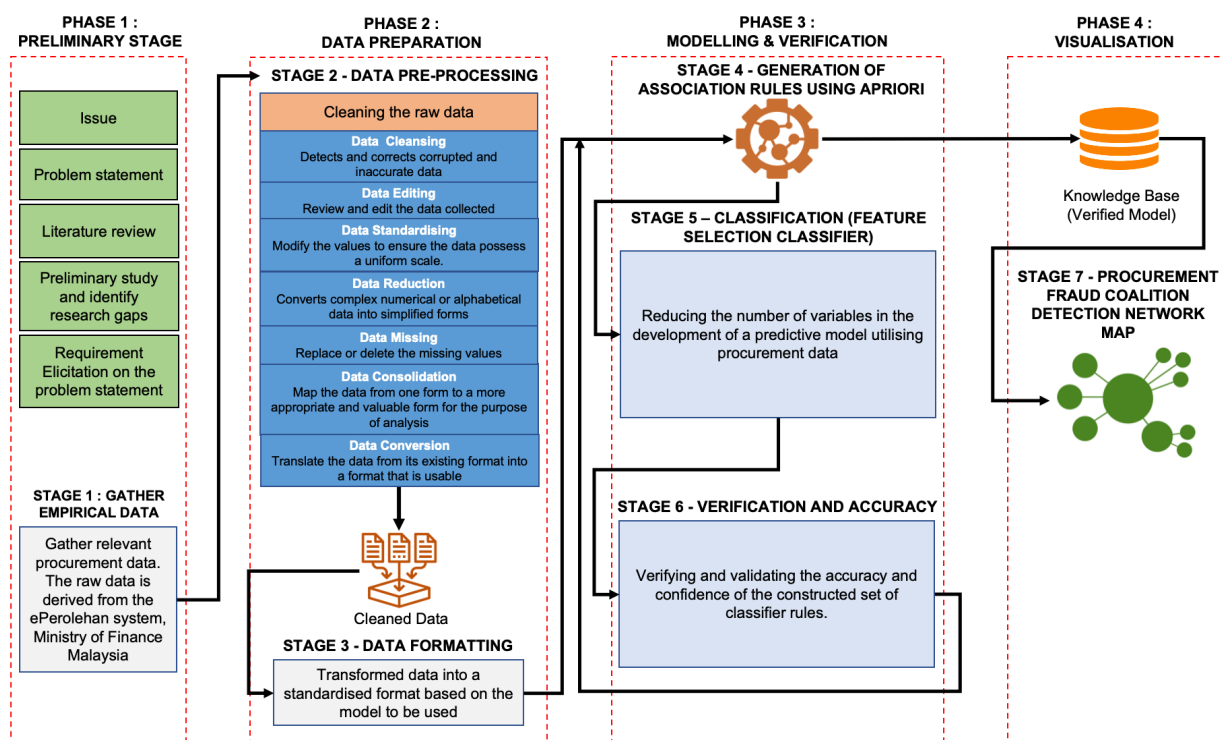 PHASE 1 :
PRELIMINARY STAGE
Issue
Problem statement
Literature review
Preliminary study
and identify
research gaps
Requirement
Elicitation on the
problem statement
STAGE 1 : GATHER
EMPIRICAL DATA
Gather relevant
procurement data.
The raw data is
derived from the
ePerolehan system,
Ministry of Finance
Malaysia
PHASE 2 :
DATA PREPARATION
STAGE 2 - DATA PRE-PROCESSING
Cleaning the raw data
Data Cleansing
Detects and corrects corrupted and
inaccurate data
Data Editing
Review and edit the data collected
Data Standardising
Modify the values to ensure the data possess
a uniform scale.
Data Reduction
Converts complex numerical or alphabetical
data into simplified forms
Data Missing
Replace or delete the missing values
Data Consolidation
Map the data from one form to a more
appropriate and valuable form for the purpose
of analysis
Data Conversion
Translate the data from its existing format into
a format that is usable
Cleaned Data
STAGE 3 - DATA FORMATTING
Transformed data into a
standardised format based on the
model to be used
PHASE 3 :
MODELLING & VERIFICATION
STAGE 4 - GENERATION OF
ASSOCIATION RULES USING APRIORI
STAGE 5 – CLASSIFICATION (FEATURE
SELECTION CLASSIFIER)
Reducing the number of variables in the
development of a predictive model utilising
procurement data
STAGE 6 - VERIFICATION AND ACCURACY
Verifying and validating the accuracy and
confidence of the constructed set of
classifier rules.
PHASE 4 :
VISUALISATION
Knowledge Base
(Verified Model)
STAGE 7 - PROCUREMENT
FRAUD COALITION
DETECTION NETWORK
MAP